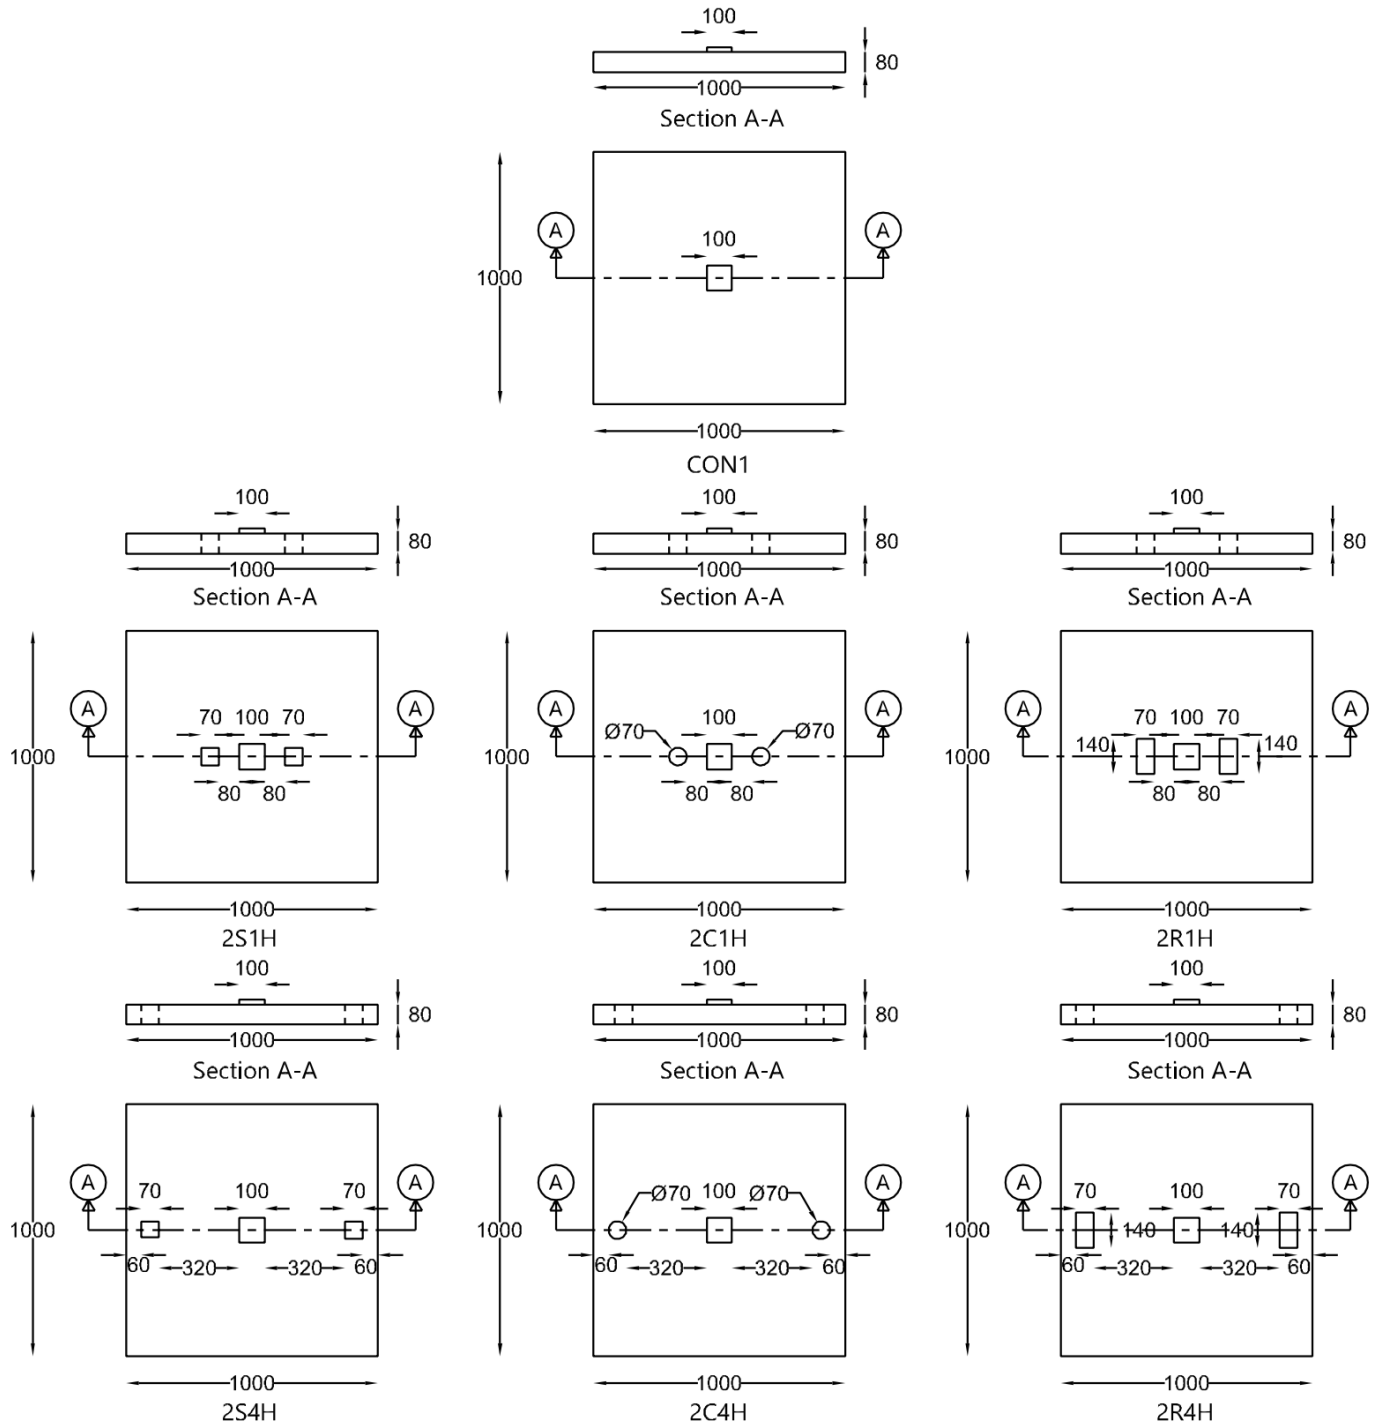 100
80
1000
Section A-A
A A
100
1000
1000
CON1
100 100 100
80 80 80
1000 1000 1000
Section A-A Section A-A Section A-A
A A A A A A
70 100 70 Ø70 100 Ø70 70 100 70
140 140
1000 1000 1000
80 80 80 80 80 80
1000 1000 1000
2S1H 2C1H 2R1H
100 100 100
80 80 80
1000 1000 1000
Section A-A Section A-A Section A-A
A A A A A A
70 100 70 Ø70 100 Ø70 70 100 70
1000 1000 1000 140 140
60 320 320 60 60 320 320 60 60 320 320 60
1000 1000 1000
2S4H 2C4H 2R4H